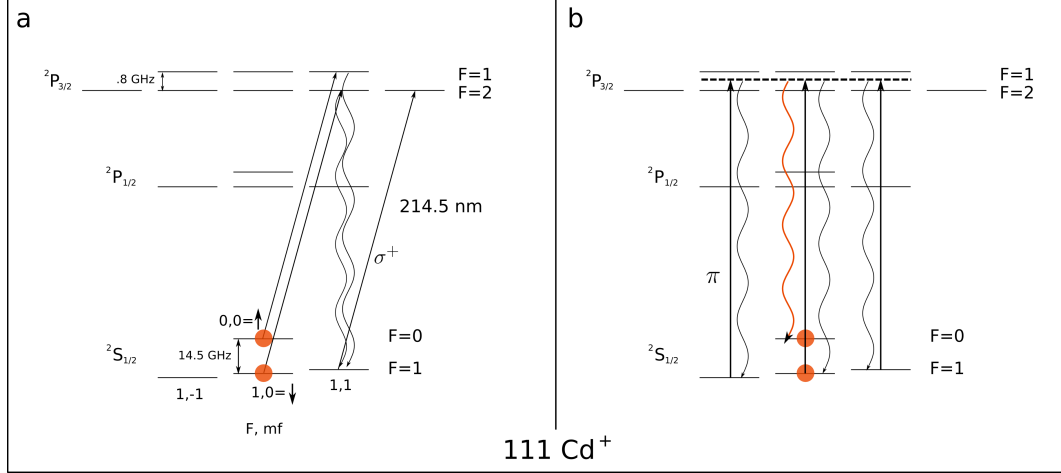 a
²P₃/₂
.8 GHz
F=1
F=2
²P₁/₂
214.5 nm
σ⁺
0,0=
F=0
²S₁/₂
14.5 GHz
F=1
1,-1
1,0=
1,1
F, mf
b
²P₃/₂
F=1
F=2
²P₁/₂
π
F=0
²S₁/₂
F=1
111 Cd⁺